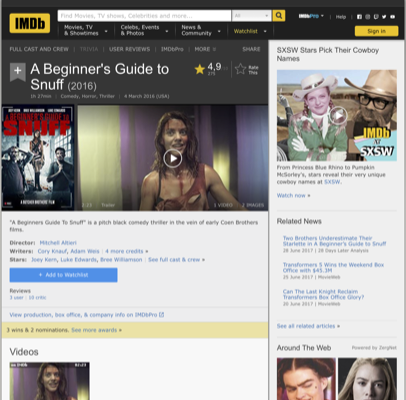 IMDb
Find Movies, TV shows, Celebrities and more...
All
IMDbPro
Help
Movies, TV
& Showtimes
Celebs, Events
& Photos
News &
Community
Watchlist
Sign in
FULL CAST AND CREW | TRIVIA | USER REVIEWS | IMDbPro | MORE
SHARE
A Beginner's Guide to
Snuff (2016)
4,9
Rate
This
1h 27min | Comedy, Horror, Thriller | 4 March 2016 (USA)
SNUFF
Trailer
1 VIDEO
2 IMAGES
"A Beginners Guide To Snuff" is a pitch black comedy thriller in the vein of early Coen Brothers
films.
Director: Mitchell Altieri
Writers: Cory Knauf, Adam Weis | 4 more credits »
Stars: Joey Kern, Luke Edwards, Bree Williamson | See full cast & crew »
+ Add to Watchlist
Reviews
3 user | 10 critic
View production, box office, & company info on IMDbPro
3 wins & 2 nominations. See more awards »
Videos
SXSW Stars Pick Their Cowboy
Names
IMDb
AT
SXSW
From Princess Blue Rhino to Pumpkin
McSorley's, stars reveal their very unique
cowboy names at SXSW.
Watch now »
Related News
Two Brothers Underestimate Their
Starlette in A Beginner's Guide to Snuff
28 June 2017 | 28 Days Later Analysis
Transformers 5 Wins the Weekend Box
Office with $45.3M
25 June 2017 | MovieWeb
Can The Last Knight Reclaim
Transformers Box Office Glory?
20 June 2017 | MovieWeb
See all related articles »
Around The Web
Powered by ZergNet